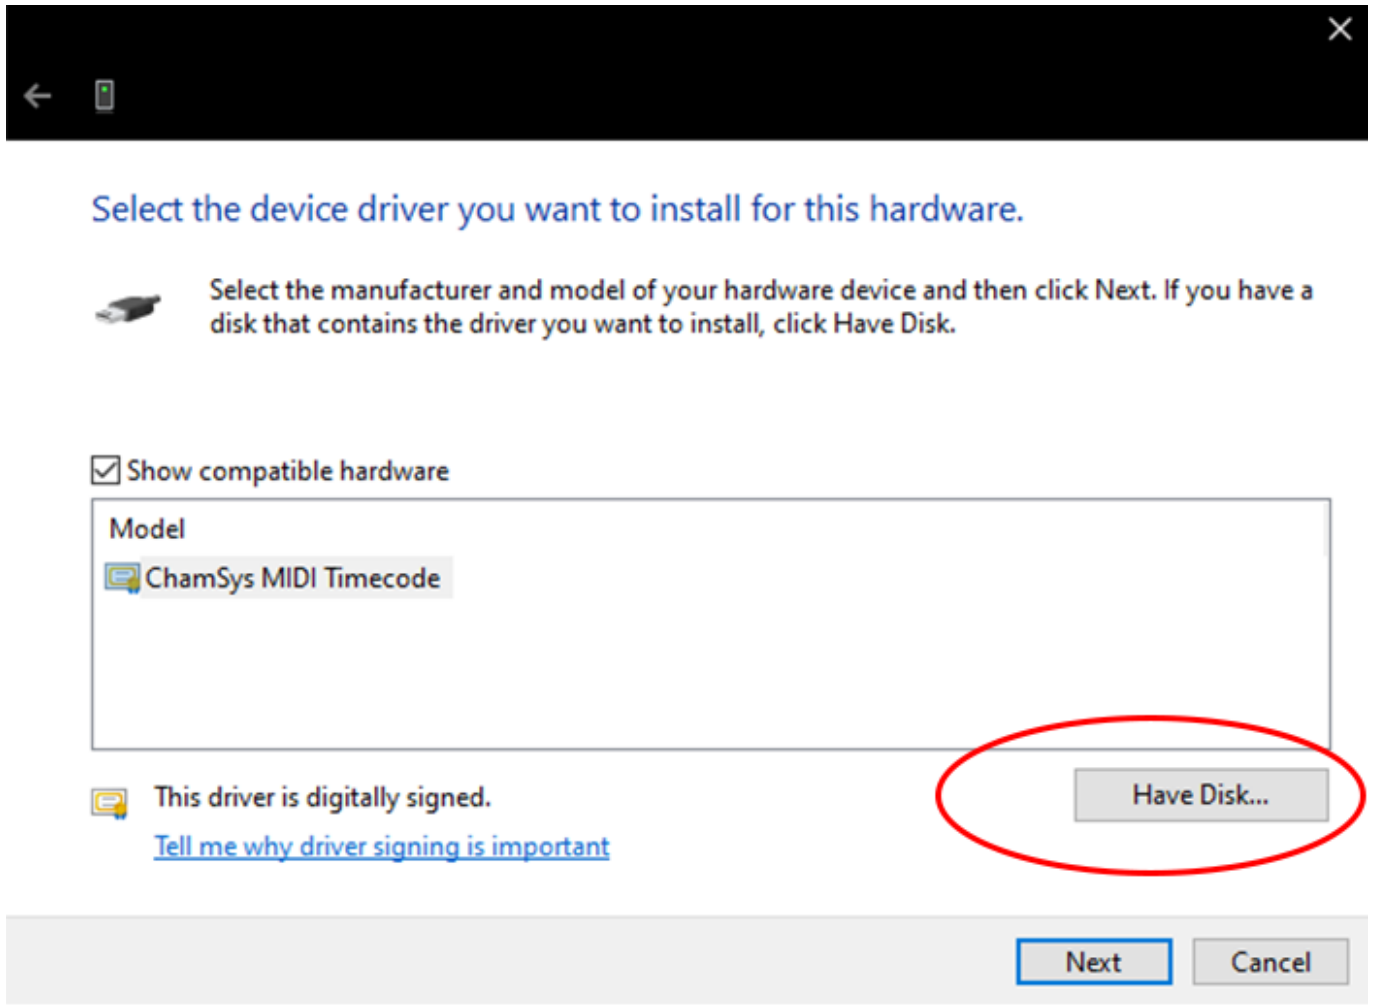 Select the device driver you want to install for this hardware.
Select the manufacturer and model of your hardware device and then click Next. If you have a
disk that contains the driver you want to install, click Have Disk.
Show compatible hardware
Model
ChamSys MIDI Timecode
This driver is digitally signed.
Have Disk...
Tell me why driver signing is important
Next
Cancel